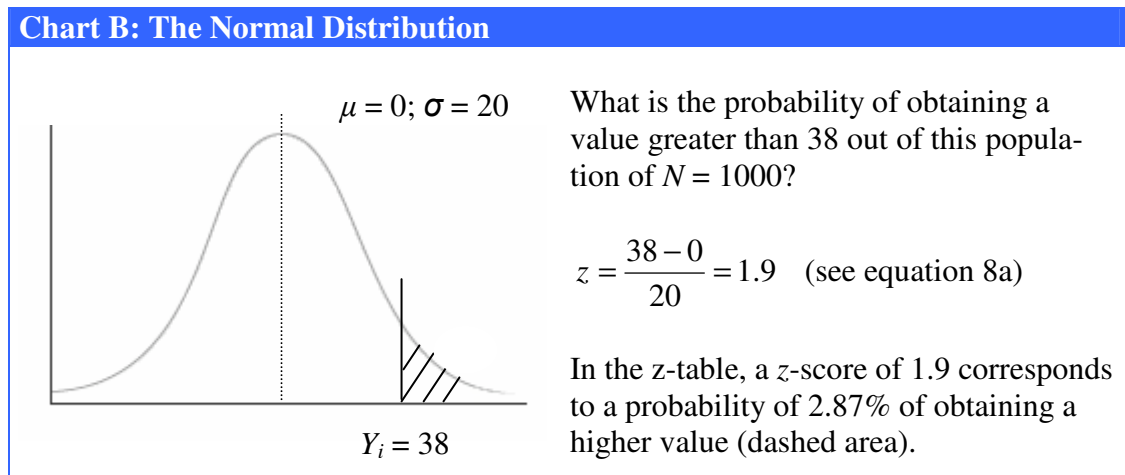 Chart B: The Normal Distribution
μ = 0; σ = 20
Y_i = 38
What is the probability of obtaining a
value greater than 38 out of this popula-
tion of N = 1000?
z = (38 − 0) / 20 = 1.9 (see equation 8a)
In the z-table, a z-score of 1.9 corresponds
to a probability of 2.87% of obtaining a
higher value (dashed area).